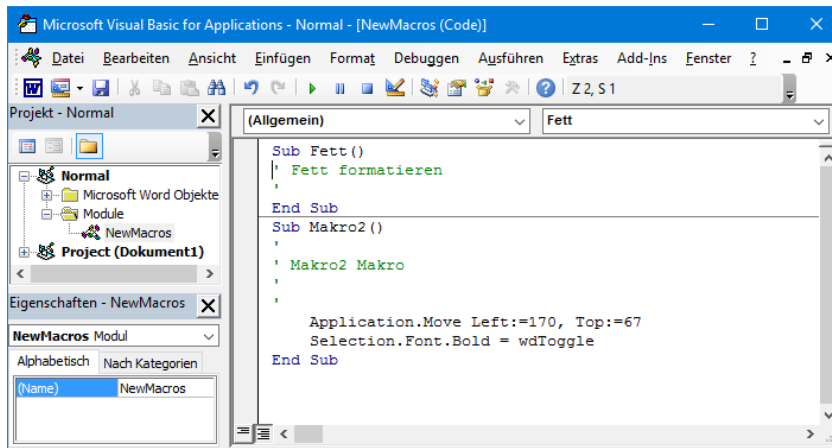 Microsoft Visual Basic for Applications - Normal - [NewMacros (Code)]
Datei Bearbeiten Ansicht Einfügen Format Debuggen Ausführen Extras Add-Ins Fenster ?
Z 2, S 1
Projekt - Normal
Normal
Microsoft Word Objekte
Module
NewMacros
Project (Dokument1)
Eigenschaften - NewMacros
NewMacros Modul
Alphabetisch Nach Kategorien
(Name) NewMacros
(Allgemein) Fett
Sub Fett()
' Fett formatieren
'
End Sub
Sub Makro2()
'
' Makro2 Makro
'
'
Application.Move Left:=170, Top:=67
Selection.Font.Bold = wdToggle
End Sub